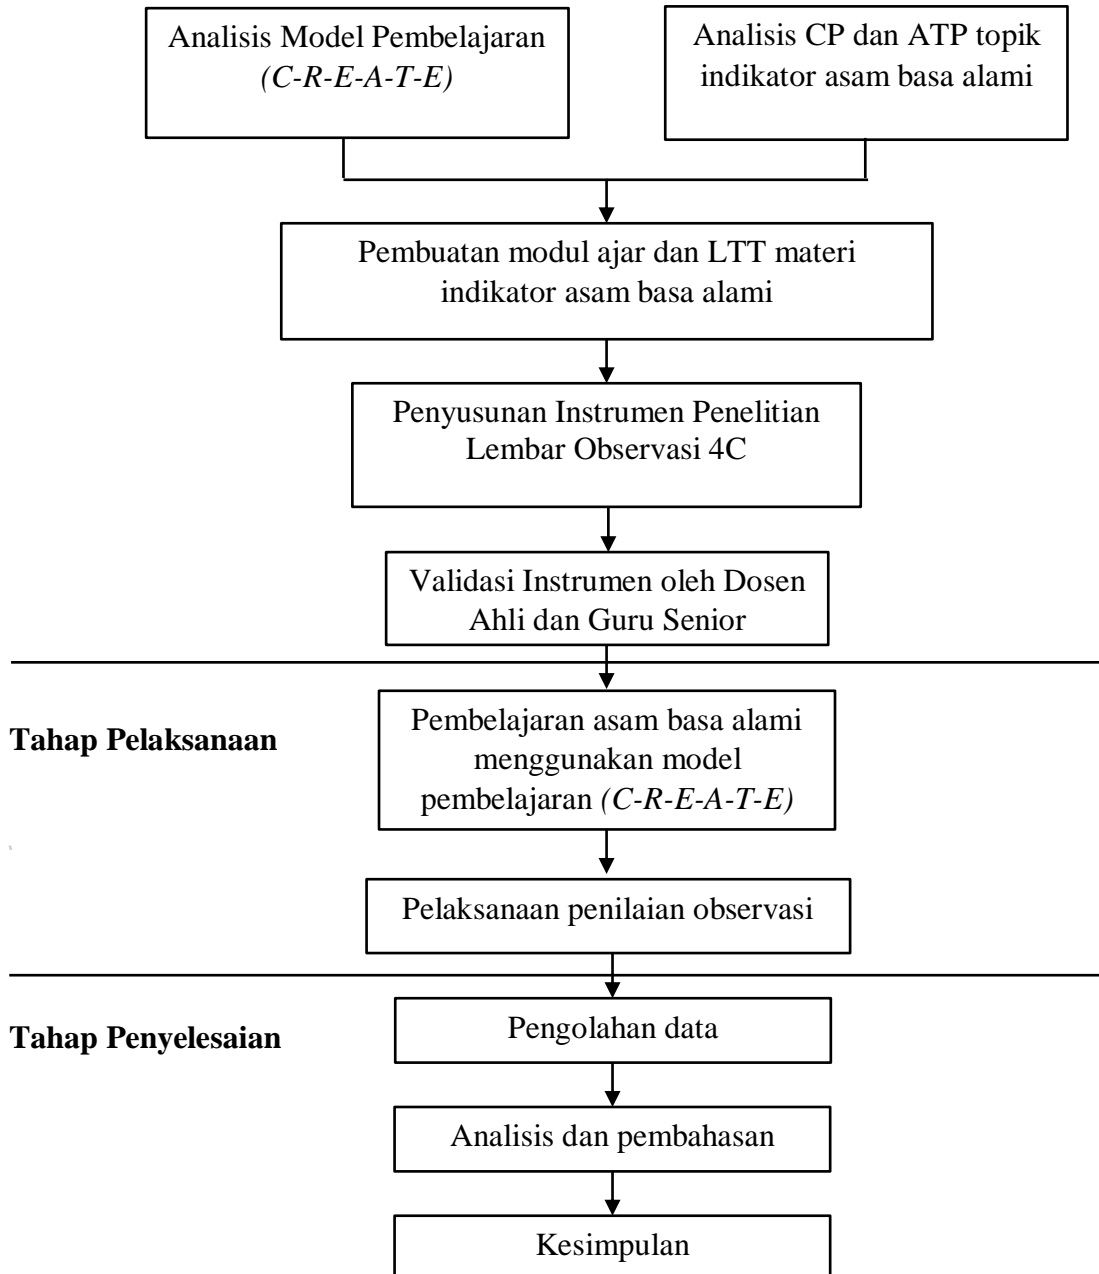 Analisis Model Pembelajaran
(C-R-E-A-T-E)
Analisis CP dan ATP topik
indikator asam basa alami
Pembuatan modul ajar dan LTT materi
indikator asam basa alami
Penyusunan Instrumen Penelitian
Lembar Observasi 4C
Validasi Instrumen oleh Dosen
Ahli dan Guru Senior
Tahap Pelaksanaan
Pembelajaran asam basa alami
menggunakan model
pembelajaran (C-R-E-A-T-E)
Pelaksanaan penilaian observasi
Tahap Penyelesaian
Pengolahan data
Analisis dan pembahasan
Kesimpulan